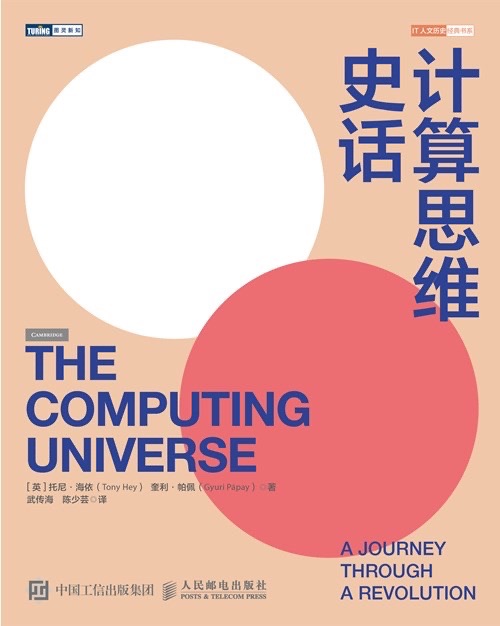 TURING 图灵新知
IT 人文历史 经典书系
计算思维
史话
CAMBRIDGE
THE
COMPUTING
UNIVERSE
[英] 托尼·海依 (Tony Hey) 奎利·帕佩 (Gyuri Papay) ◎ 著
武传海 陈少芸 ◎ 译
A JOURNEY
THROUGH
A REVOLUTION
中国工信出版集团
人民邮电出版社
POSTS & TELECOM PRESS